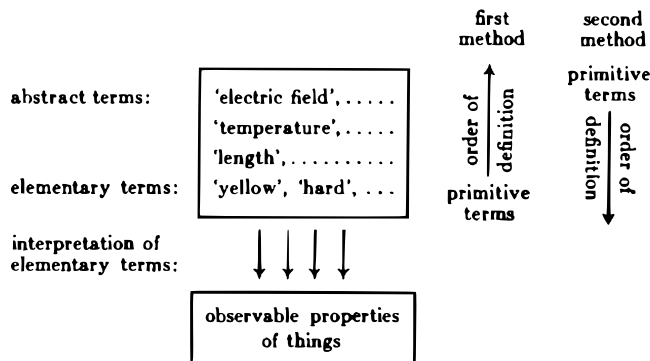 first method
second method
abstract terms:
'electric field', . . . . .
'temperature', . . . . .
'length', . . . . . . . . . .
elementary terms:
'yellow', 'hard', . . .
order of
definition
primitive
terms
primitive
terms
order of
definition
interpretation of
elementary terms:
observable properties
of things